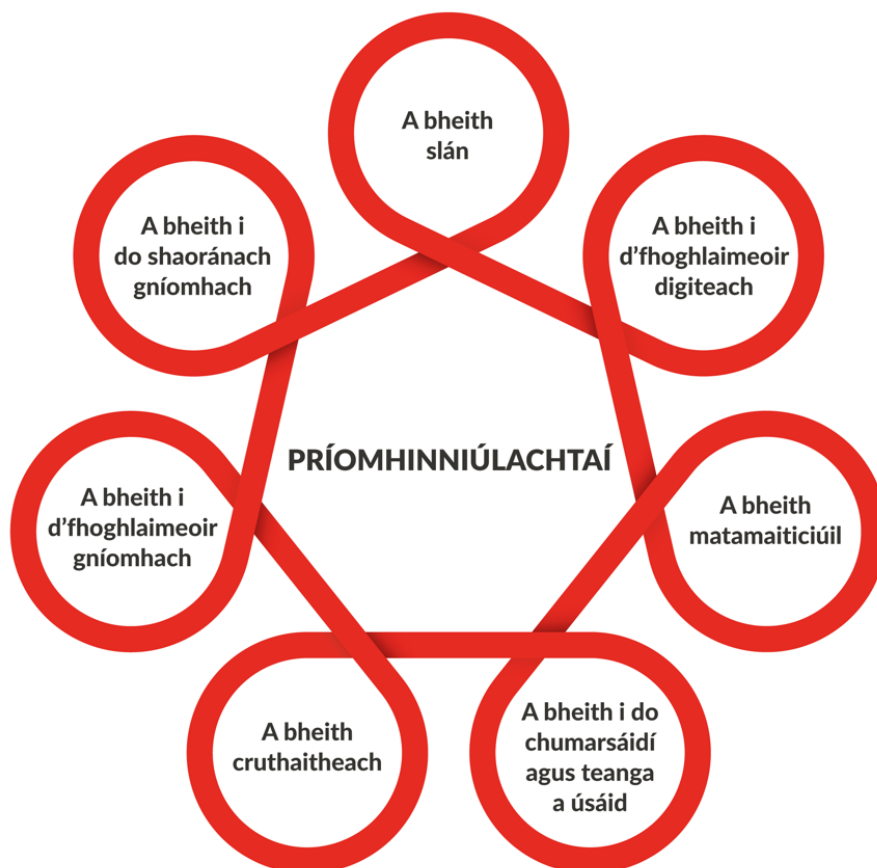 A bheith
slán
A bheith i
do shaoránach
gníomhach
A bheith i
d'fhoghlaimeoir
digiteach
PRÍOMHINNIÚLACHTAÍ
A bheith i
d'fhoghlaimeoir
gníomhach
A bheith
matamaiticiúil
A bheith
cruthaitheach
A bheith i do
chumarsáidí
agus teanga
a úsáid